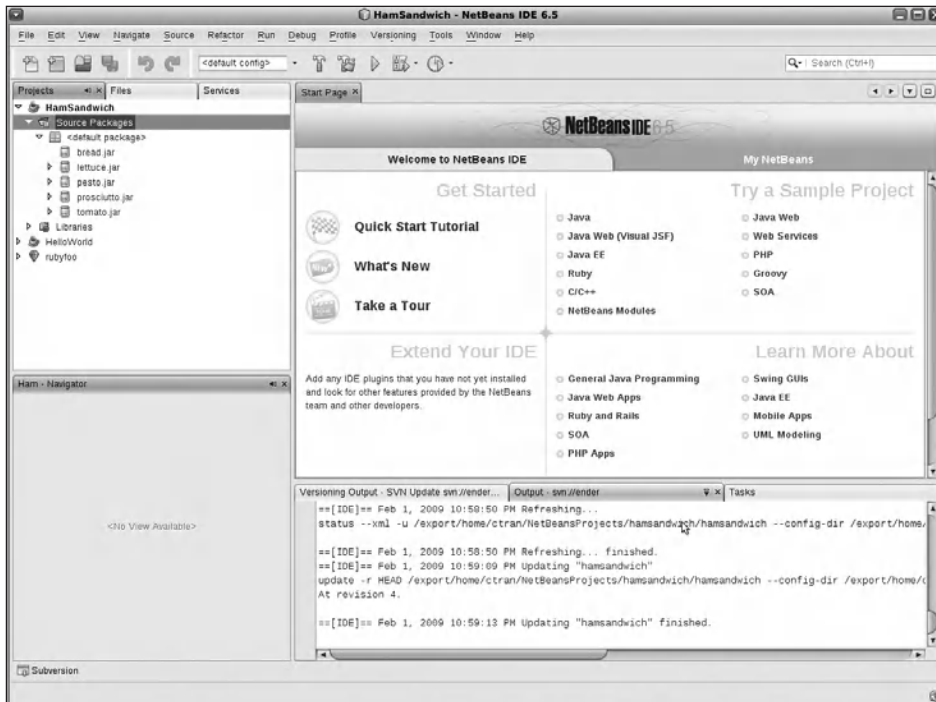 HamSandwich - NetBeans IDE 6.5
File Edit View Navigate Source Refactor Run Debug Profile Versioning Tools Window Help
<default config>
Search (Ctrl+I)
Projects
Files
Services
HamSandwich
Source Packages
<default package>
bread.jar
lettuce.jar
pesto.jar
prosciutto.jar
tomato.jar
Libraries
HelloWorld
rubyfoo
Ham - Navigator
<No View Available>
Start Page
NetBeans IDE 6.5
Welcome to NetBeans IDE
My NetBeans
Get Started
Quick Start Tutorial
What's New
Take a Tour
Try a Sample Project
Java
Java Web (Visual JSF)
Java EE
Ruby
C/C++
NetBeans Modules
Java Web
Web Services
PHP
Groovy
SOA
Extend Your IDE
Add any IDE plugins that you have not yet installed
and look for other features provided by the NetBeans
team and other developers.
Learn More About
General Java Programming
Java Web Apps
Ruby and Rails
SOA
PHP Apps
Swing GUIs
Java EE
Mobile Apps
UML Modeling
Versioning Output - SVN Update svn://ender...
Output - svn://ender
Tasks
==[IDE]== Feb 1, 2009 10:58:50 PM Refreshing...
status --xml -u /export/home/ctran/NetBeansProjects/hamsandwich/hamsandwich --config-dir /export/home/
==[IDE]== Feb 1, 2009 10:58:50 PM Refreshing... finished.
==[IDE]== Feb 1, 2009 10:59:09 PM Updating "hamsandwich"
update -r HEAD /export/home/ctran/NetBeansProjects/hamsandwich/hamsandwich --config-dir /export/home/c
At revision 4.
==[IDE]== Feb 1, 2009 10:59:13 PM Updating "hamsandwich" finished.
Subversion